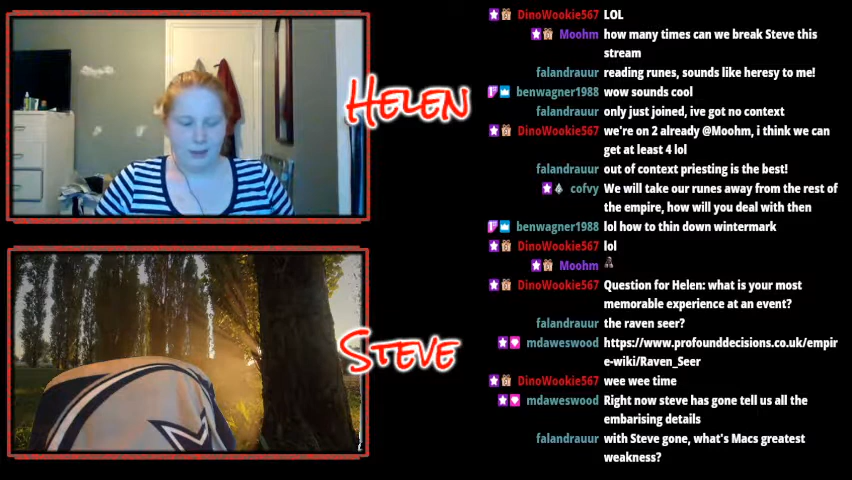 HELEN
STEVE
DinoWookie567 LOL
Moohm how many times can we break Steve this
stream
falandrauur reading runes, sounds like heresy to me!
benwagner1988 wow sounds cool
falandrauur only just joined, ive got no context
DinoWookie567 we're on 2 already @Moohm, i think we can
get at least 4 lol
falandrauur out of context priesting is the best!
cofvy We will take our runes away from the rest of
the empire, how will you deal with then
benwagner1988 lol how to thin down wintermark
DinoWookie567 lol
Moohm
DinoWookie567 Question for Helen: what is your most
memorable experience at an event?
falandrauur the raven seer?
mdaweswood https://www.profounddecisions.co.uk/empir
e-wiki/Raven_Seer
DinoWookie567 wee wee time
mdaweswood Right now steve has gone tell us all the
embarising details
falandrauur with Steve gone, what's Macs greatest
weakness?